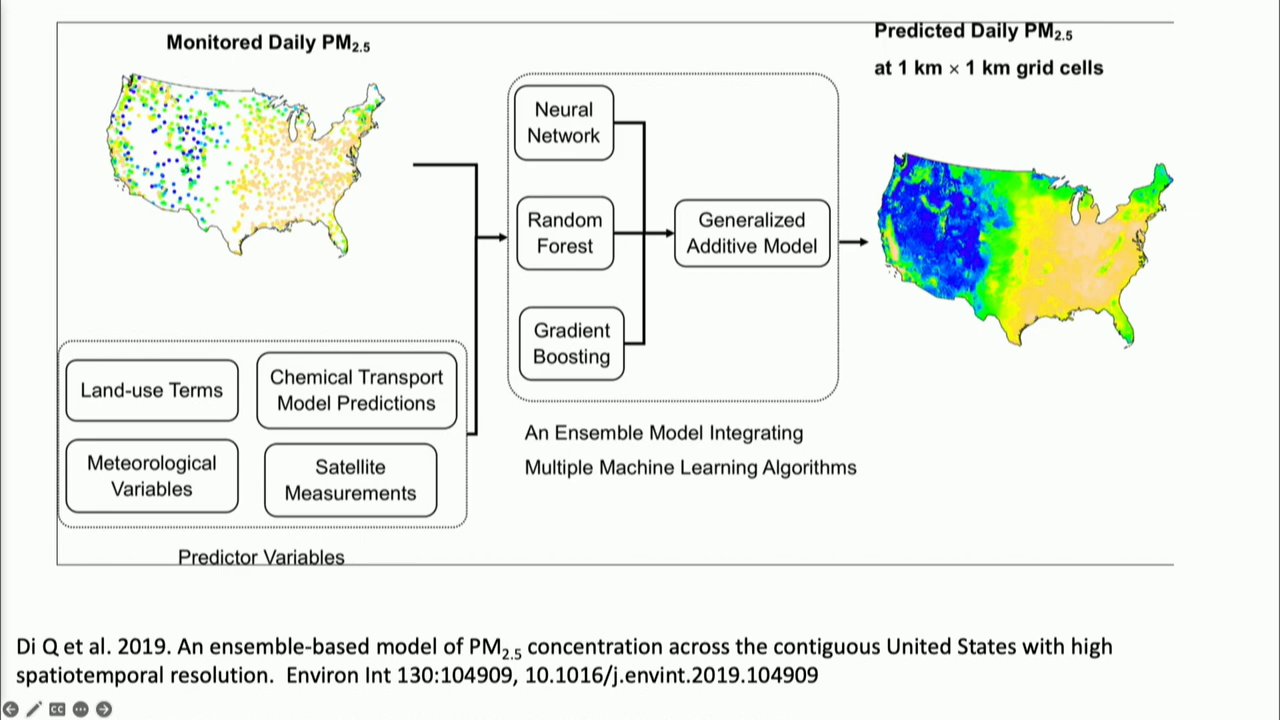 Monitored Daily PM2.5
Predicted Daily PM2.5
at 1 km × 1 km grid cells
Neural
Network
Random
Forest
Gradient
Boosting
Generalized
Additive Model
Land-use Terms
Chemical Transport
Model Predictions
Meteorological
Variables
Satellite
Measurements
Predictor Variables
An Ensemble Model Integrating
Multiple Machine Learning Algorithms
Di Q et al. 2019. An ensemble-based model of PM2.5 concentration across the contiguous United States with high
spatiotemporal resolution. Environ Int 130:104909, 10.1016/j.envint.2019.104909
CC